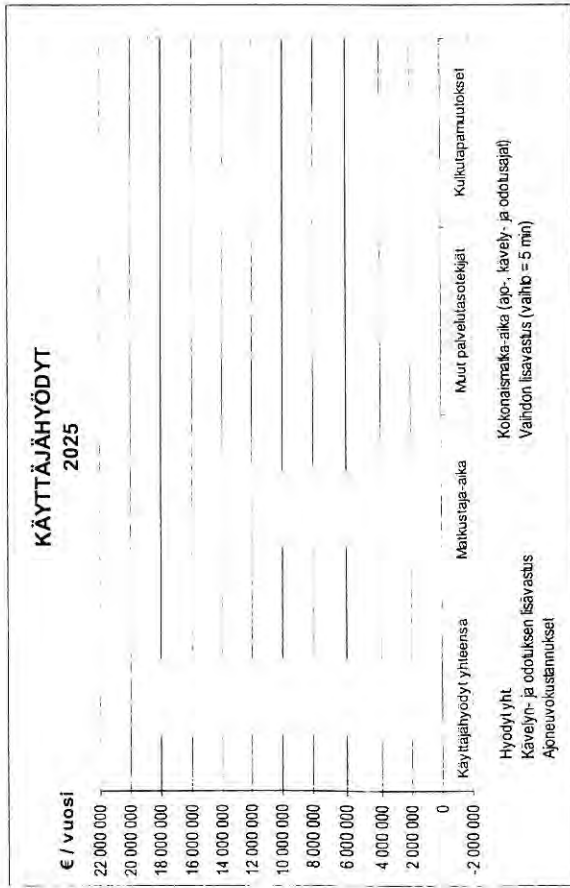 KÄYTTÄJÄHYÖDYT
2025
€ / vuosi
22 000 000
20 000 000
18 000 000
16 000 000
14 000 000
12 000 000
10 000 000
8 000 000
6 000 000
4 000 000
2 000 000
0
-2 000 000
Käyttäjähyödyt yhteensä
Matkustaja-aika
Muut palvelutasotekijät
Kulkutapamuutokset
Hyödyt yht.
Kävelyn- ja odotuksen lisävastus
Ajoneuvokustannukset
Kokonaismatka-aika (ajo-, kävely- ja odotusajat)
Vaihdon lisävastus (vaihto = 5 min)